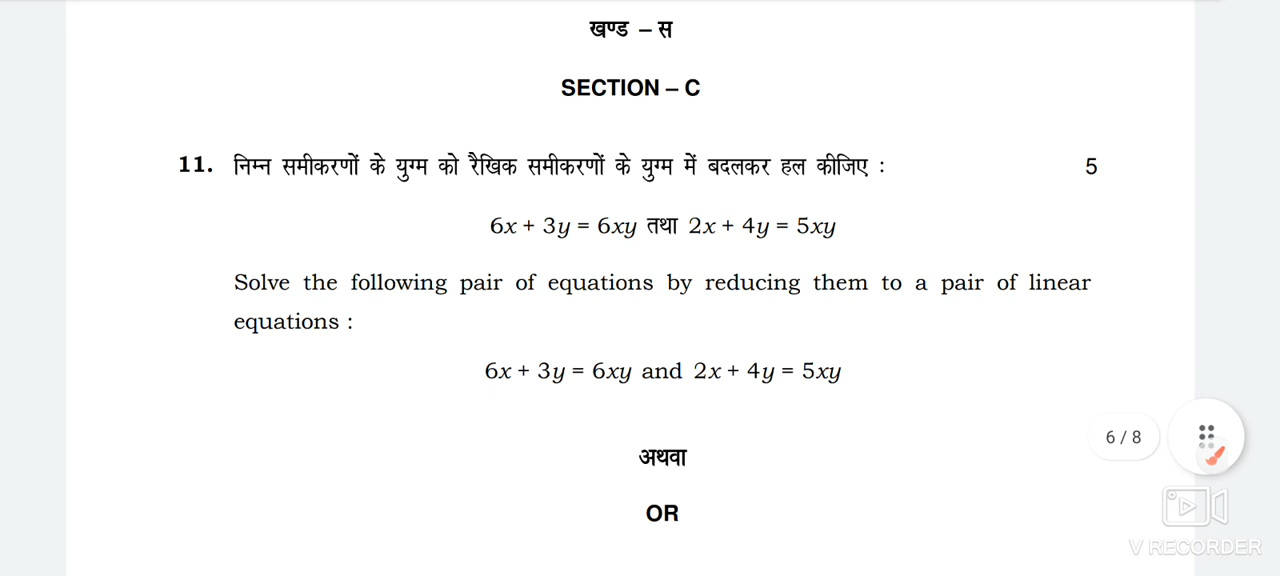 खण्ड – स
SECTION – C
11. निम्न समीकरणों के युग्म को रैखिक समीकरणों के युग्म में बदलकर हल कीजिए : 5
6x + 3y = 6xy तथा 2x + 4y = 5xy
Solve the following pair of equations by reducing them to a pair of linear
equations :
6x + 3y = 6xy and 2x + 4y = 5xy
6 / 8
अथवा
OR
V RECORDER